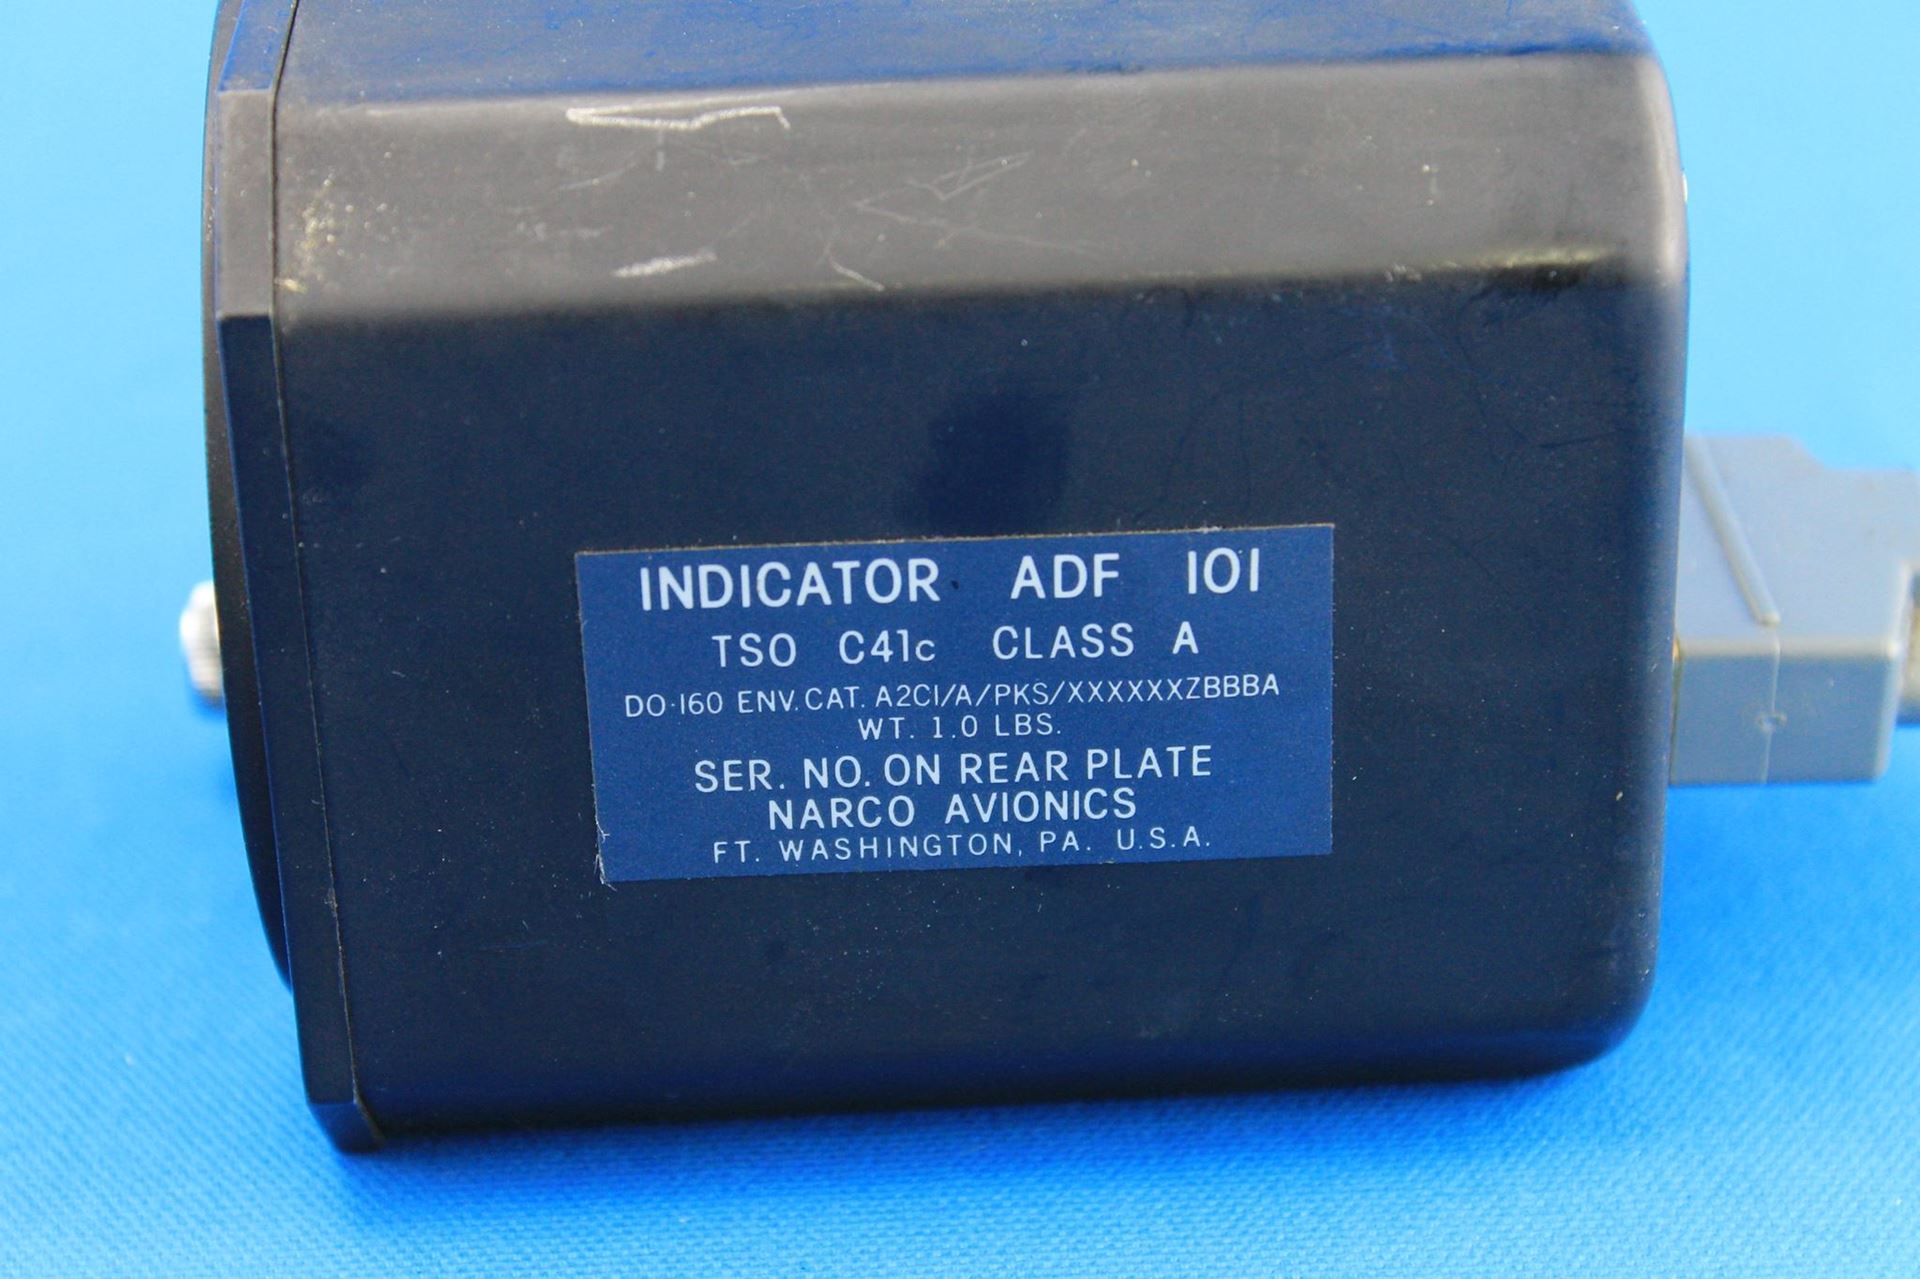 INDICATOR ADF 101
TSO C41c CLASS A
DO-160 ENV. CAT. A2C1/A/PKS/XXXXXXZBBBA
WT. 1.0 LBS.
SER. NO. ON REAR PLATE
NARCO AVIONICS
FT. WASHINGTON, PA. U.S.A.